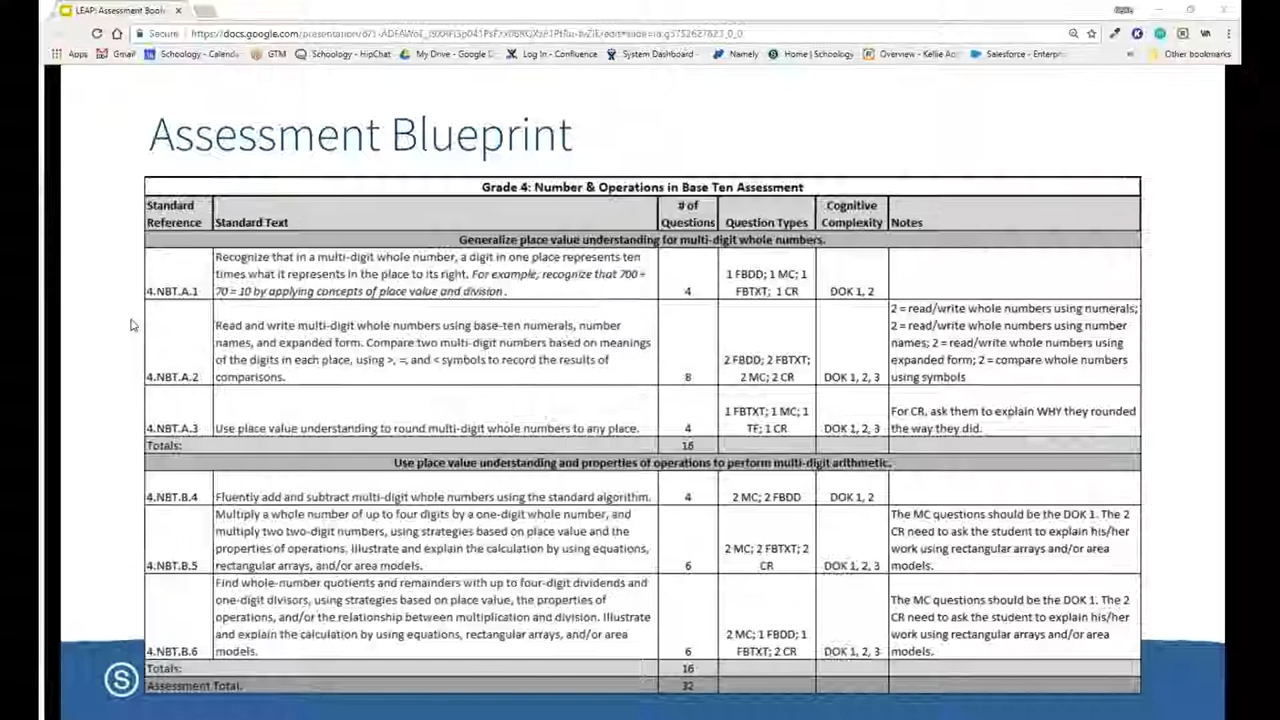 LEAP: Assessment Book
Secure
Apps Gmail Schoology - Calenda GTM Schoology - HipChat My Drive - Google D Log In - Confluence System Dashboard - Namely Home | Schoology Overview - Kellie Ao Salesforce - Enterpr Other bookmarks
Assessment Blueprint
Grade 4: Number & Operations in Base Ten Assessment
Standard Reference Standard Text # of Questions Question Types Cognitive Complexity Notes
Generalize place value understanding for multi-digit whole numbers.
Recognize that in a multi-digit whole number, a digit in one place represents ten
times what it represents in the place to its right. For example, recognize that 700 ÷
70 = 10 by applying concepts of place value and division.
4.NBT.A.1
4
1 FBDD; 1 MC; 1
FBTXT; 1 CR
DOK 1, 2
Read and write multi-digit whole numbers using base-ten numerals, number
names, and expanded form. Compare two multi-digit numbers based on meanings
of the digits in each place, using >, =, and < symbols to record the results of
comparisons.
4.NBT.A.2
8
2 FBDD; 2 FBTXT;
2 MC; 2 CR
DOK 1, 2, 3
2 = read/write whole numbers using numerals;
2 = read/write whole numbers using number
names; 2 = read/write whole numbers using
expanded form; 2 = compare whole numbers
using symbols
4.NBT.A.3
Use place value understanding to round multi-digit whole numbers to any place.
4
1 FBTXT; 1 MC; 1
TF; 1 CR
DOK 1, 2, 3
For CR, ask them to explain WHY they rounded
the way they did.
Totals: 16
Use place value understanding and properties of operations to perform multi-digit arithmetic.
4.NBT.B.4 Fluently add and subtract multi-digit whole numbers using the standard algorithm. 4 2 MC; 2 FBDD DOK 1, 2
Multiply a whole number of up to four digits by a one-digit whole number, and
multiply two two-digit numbers, using strategies based on place value and the
properties of operations. Illustrate and explain the calculation by using equations,
rectangular arrays, and/or area models.
4.NBT.B.5
6
2 MC; 2 FBTXT; 2
CR
DOK 1, 2, 3
The MC questions should be the DOK 1. The 2
CR need to ask the student to explain his/her
work using rectangular arrays and/or area
models.
Find whole-number quotients and remainders with up to four-digit dividends and
one-digit divisors, using strategies based on place value, the properties of
operations, and/or the relationship between multiplication and division. Illustrate
and explain the calculation by using equations, rectangular arrays, and/or area
models.
4.NBT.B.6
6
2 MC; 1 FBDD; 1
FBTXT; 2 CR
DOK 1, 2, 3
The MC questions should be the DOK 1. The 2
CR need to ask the student to explain his/her
work using rectangular arrays and/or area
models.
Totals: 16
Assessment Total: 32
S